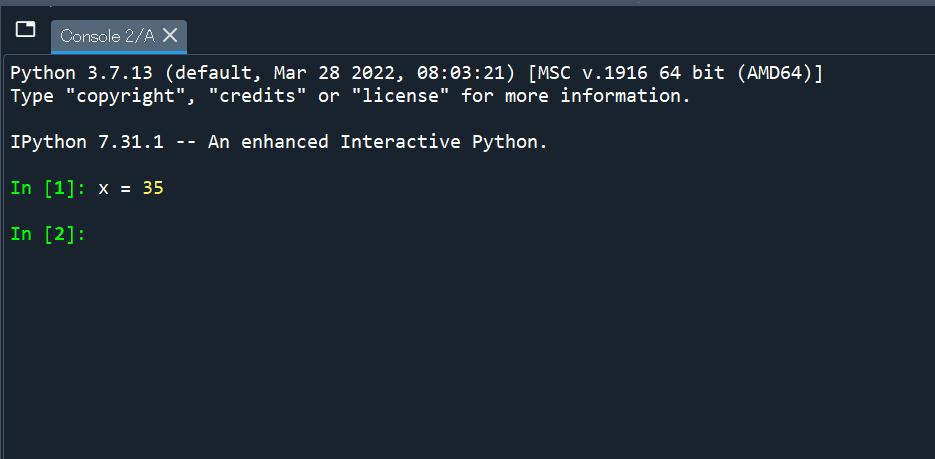 Console 2/A
Python 3.7.13 (default, Mar 28 2022, 08:03:21) [MSC v.1916 64 bit (AMD64)]
Type "copyright", "credits" or "license" for more information.
IPython 7.31.1 -- An enhanced Interactive Python.
In [1]: x = 35
In [2]: